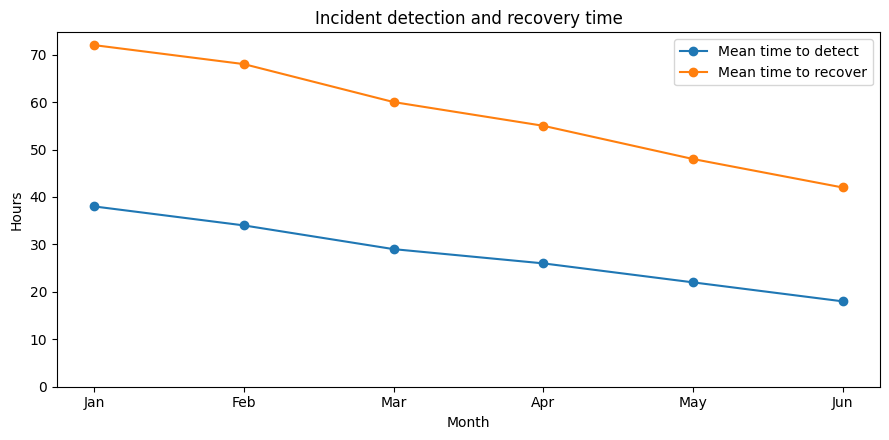 Incident detection and recovery time
Mean time to detect
Mean time to recover
Hours
70
60
50
40
30
20
10
0
Jan Feb Mar Apr May Jun
Month